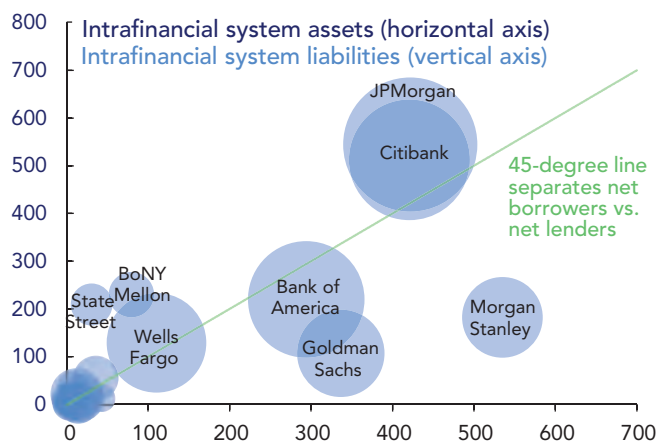 800
Intrafinancial system assets (horizontal axis)
Intrafinancial system liabilities (vertical axis)
700
JPMorgan
600
Citibank
500
45-degree line
separates net
borrowers vs.
net lenders
400
300
BoNY
Mellon
State
Street
Bank of
America
200
Morgan
Stanley
Wells
Fargo
Goldman
Sachs
100
0
0 100 200 300 400 500 600 700